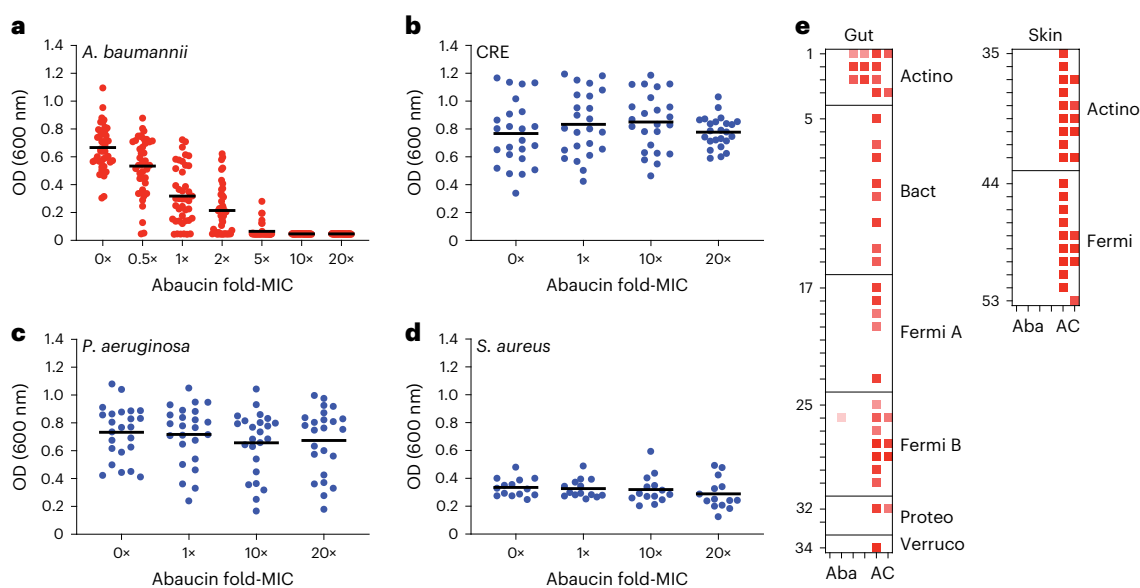 a
A. baumannii
OD (600 nm)
1.4
1.2
1.0
0.8
0.6
0.4
0.2
0
0× 0.5× 1× 2× 5× 10× 20×
Abaucin fold-MIC
b
CRE
OD (600 nm)
1.4
1.2
1.0
0.8
0.6
0.4
0.2
0
0× 1× 10× 20×
Abaucin fold-MIC
c
P. aeruginosa
OD (600 nm)
1.4
1.2
1.0
0.8
0.6
0.4
0.2
0
0× 1× 10× 20×
Abaucin fold-MIC
d
S. aureus
OD (600 nm)
1.4
1.2
1.0
0.8
0.6
0.4
0.2
0
0× 1× 10× 20×
Abaucin fold-MIC
e
Gut
1
Actino
5
Bact
17
Fermi A
25
Fermi B
32
Proteo
34
Verruco
Aba AC
Skin
35
Actino
44
Fermi
53
Aba AC